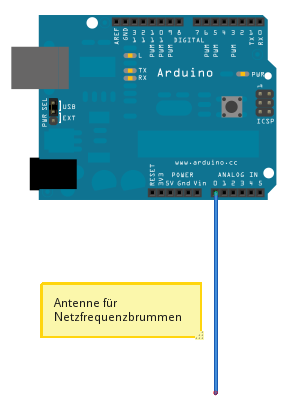 AREF
GND
13
12
11
10
9
8
7
6
5
4
3
2
1
0
PWM
PWM
PWM
PWM
PWM
PWM
TX
RX
DIGITAL
L
TX
RX
Arduino
PWR
1
ICSP
PWR SEL
USB
EXT
www.arduino.cc
POWER
ANALOG IN
RESET
3V3
5V Gnd Vin
0 1 2 3 4 5
Antenne für
Netzfrequenzbrummen